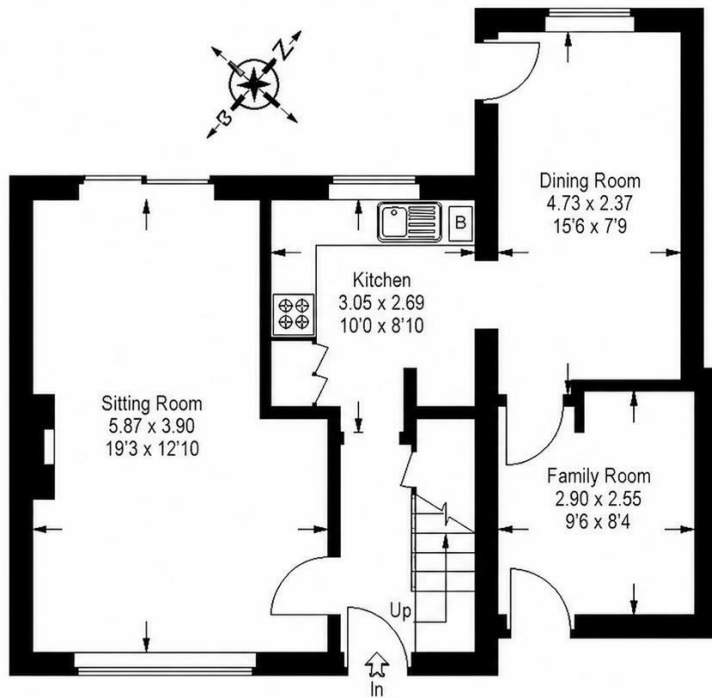 Z
B
Dining Room
4.73 x 2.37
15'6 x 7'9
B
Kitchen
3.05 x 2.69
10'0 x 8'10
Sitting Room
5.87 x 3.90
19'3 x 12'10
Family Room
2.90 x 2.55
9'6 x 8'4
Up
In